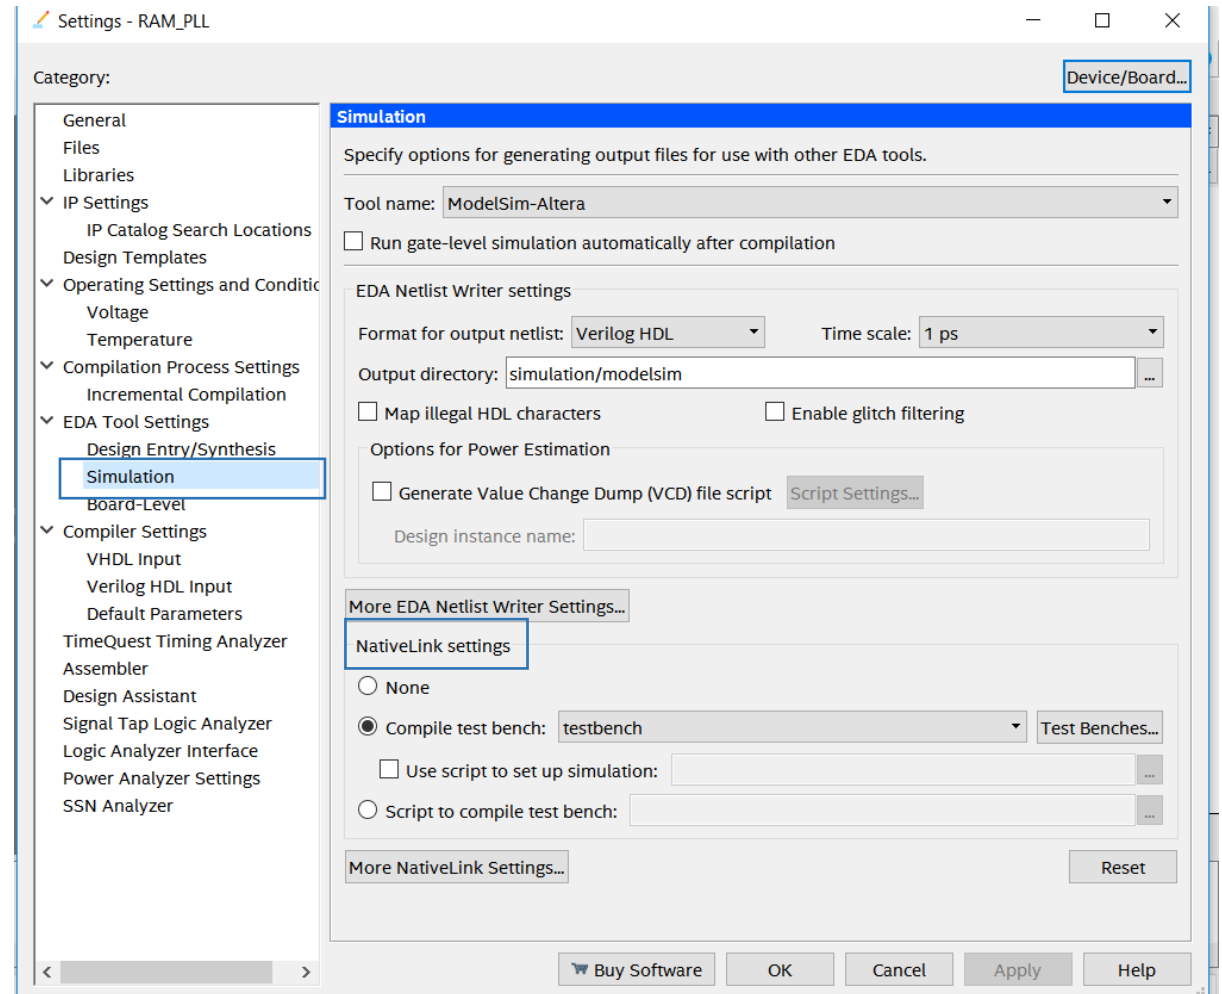 Settings - RAM_PLL
Category:
Device/Board...
General
Files
Libraries
IP Settings
IP Catalog Search Locations
Design Templates
Operating Settings and Conditic
Voltage
Temperature
Compilation Process Settings
Incremental Compilation
EDA Tool Settings
Design Entry/Synthesis
Simulation
Board-Level
Compiler Settings
VHDL Input
Verilog HDL Input
Default Parameters
TimeQuest Timing Analyzer
Assembler
Design Assistant
Signal Tap Logic Analyzer
Logic Analyzer Interface
Power Analyzer Settings
SSN Analyzer
Simulation
Specify options for generating output files for use with other EDA tools.
Tool name: ModelSim-Altera
Run gate-level simulation automatically after compilation
EDA Netlist Writer settings
Format for output netlist: Verilog HDL Time scale: 1 ps
Output directory: simulation/modelsim ...
Map illegal HDL characters Enable glitch filtering
Options for Power Estimation
Generate Value Change Dump (VCD) file script Script Settings...
Design instance name:
More EDA Netlist Writer Settings...
NativeLink settings
None
Compile test bench: testbench Test Benches...
Use script to set up simulation: ...
Script to compile test bench: ...
More NativeLink Settings... Reset
Buy Software OK Cancel Apply Help